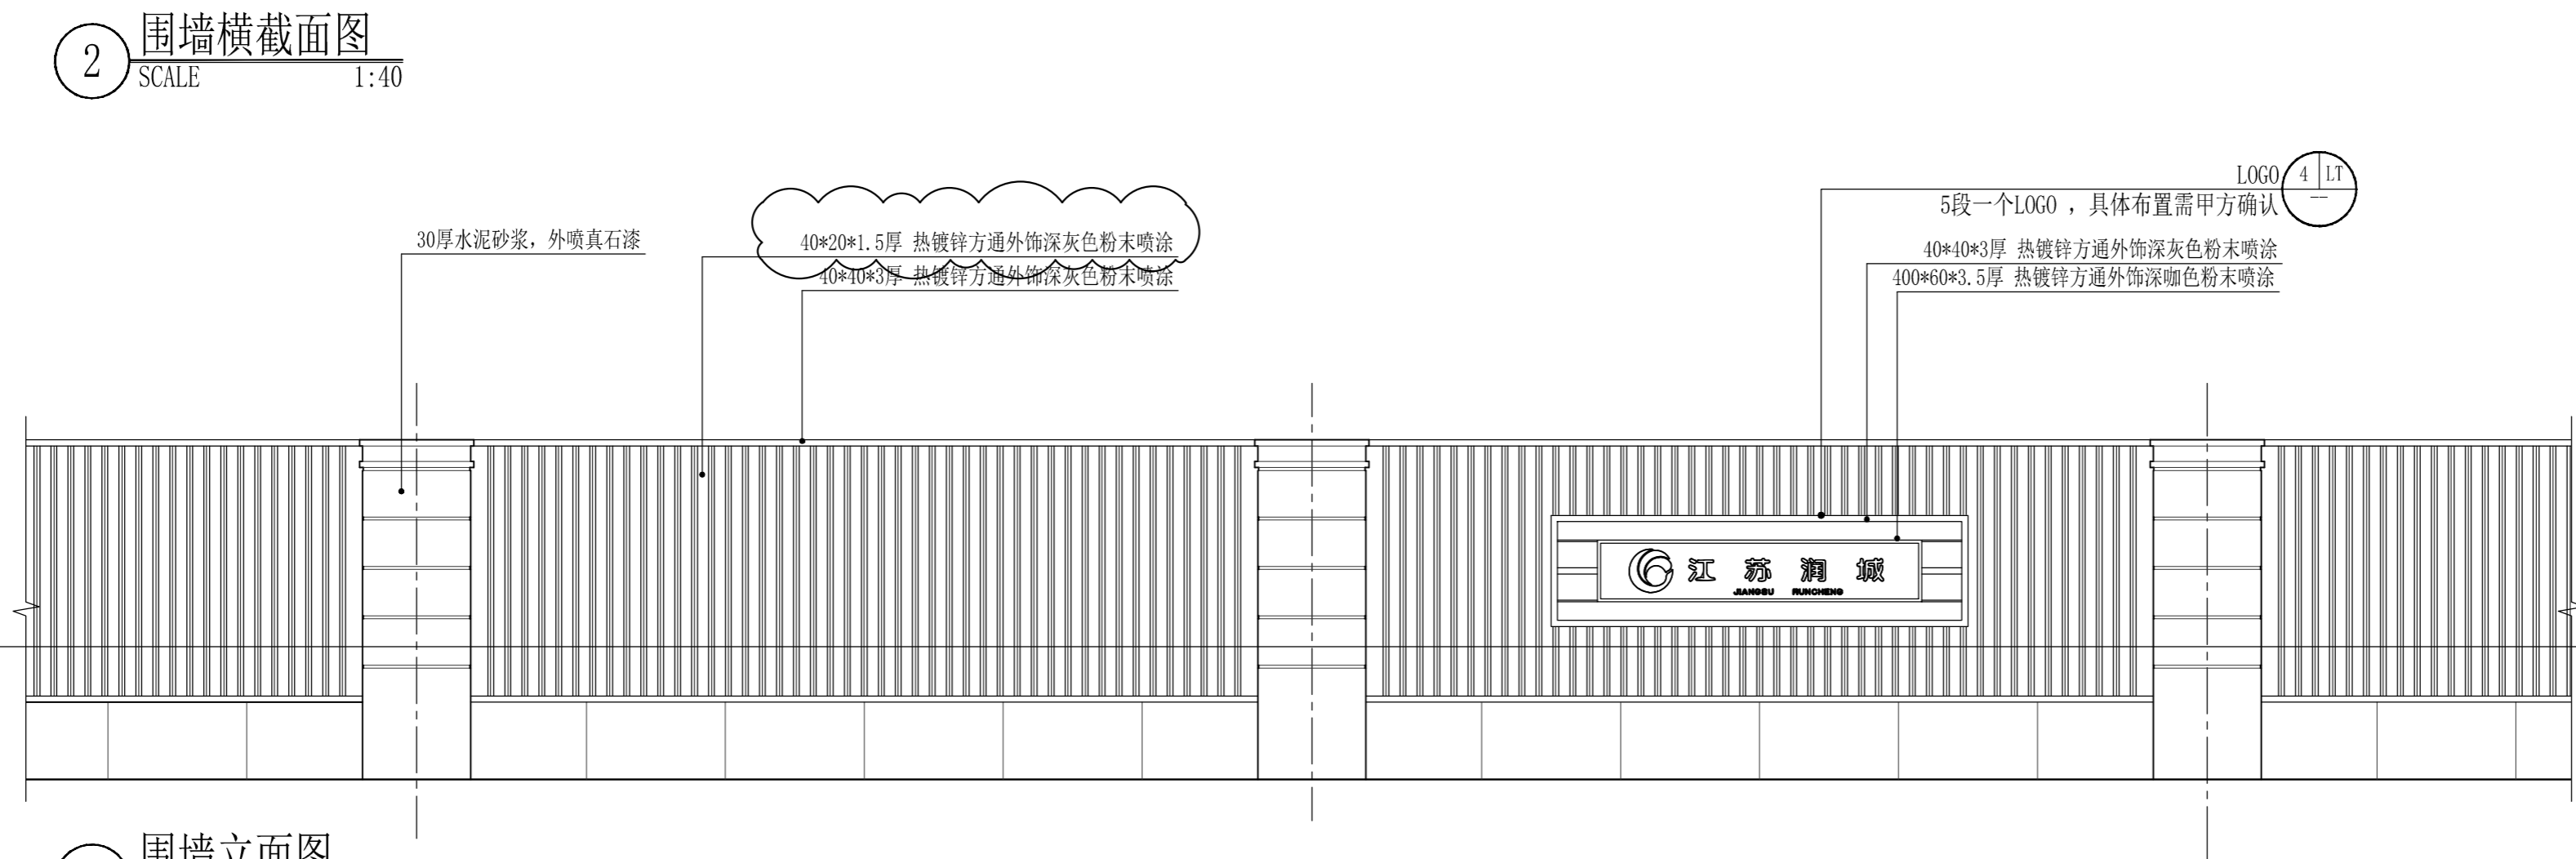 2
围墙横截面图
SCALE 1:40
LOGO
4 LT
--
5段一个LOGO ，具体布置需甲方确认
30厚水泥砂浆，外喷真石漆
40*20*1.5厚 热镀锌方通外饰深灰色粉末喷涂
40*40*3厚 热镀锌方通外饰深灰色粉末喷涂
40*40*3厚 热镀锌方通外饰深灰色粉末喷涂
400*60*3.5厚 热镀锌方通外饰深咖色粉末喷涂
江 苏 润 城
JIANGSU RUNCHENG
围墙立面图